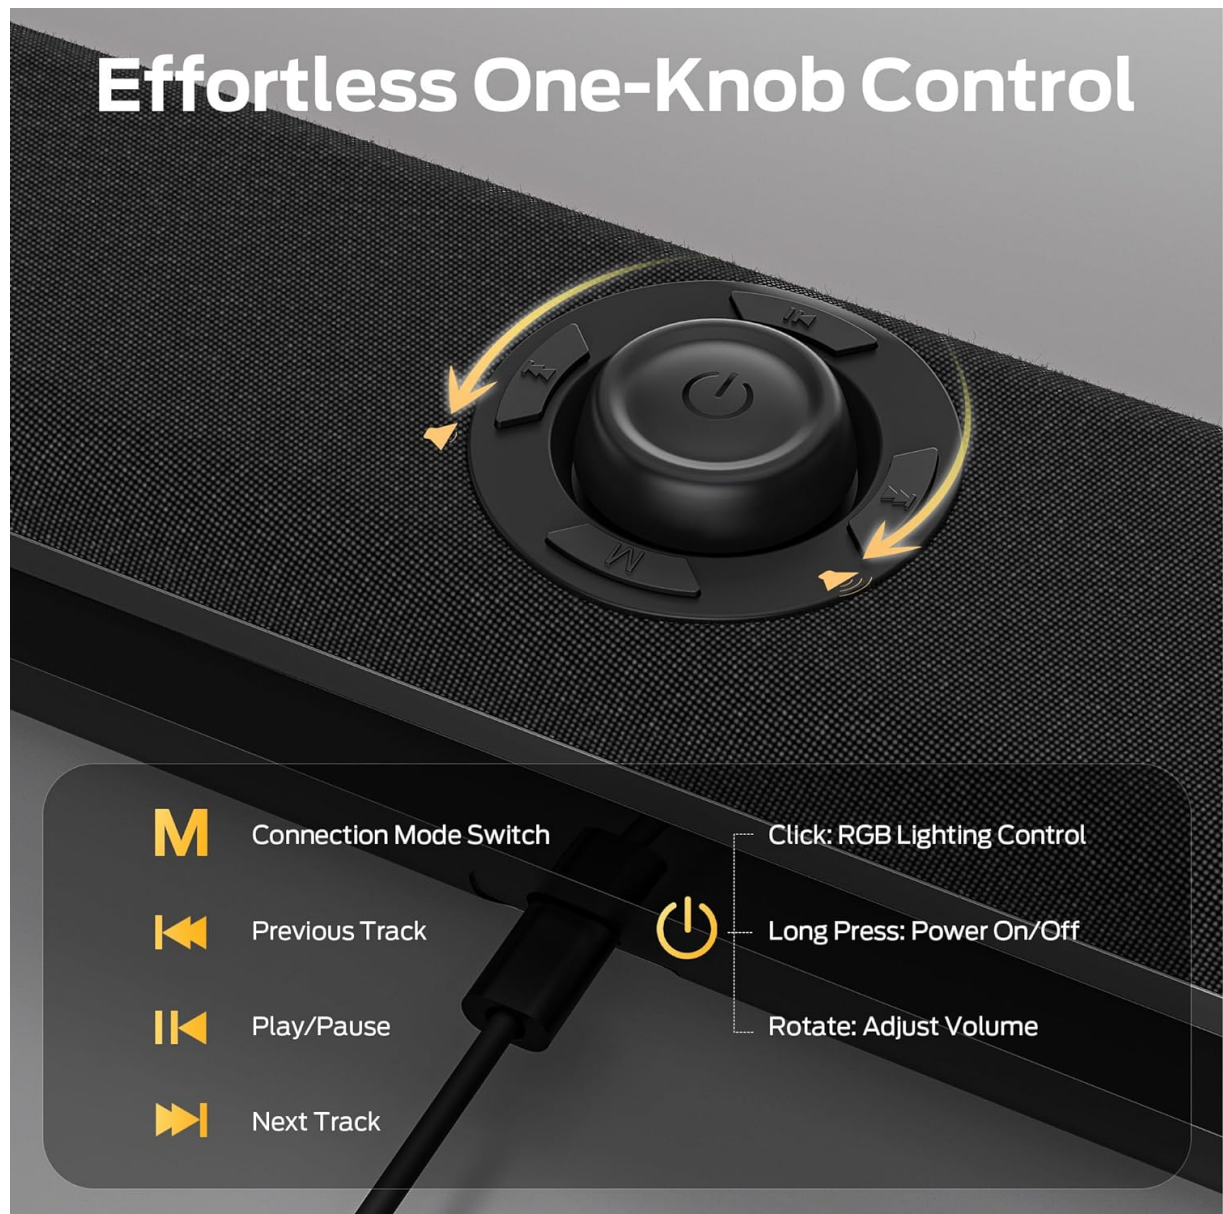 Effortless One-Knob Control
M
M
Connection Mode Switch
Previous Track
Play/Pause
Next Track
Click: RGB Lighting Control
Long Press: Power On/Off
Rotate: Adjust Volume